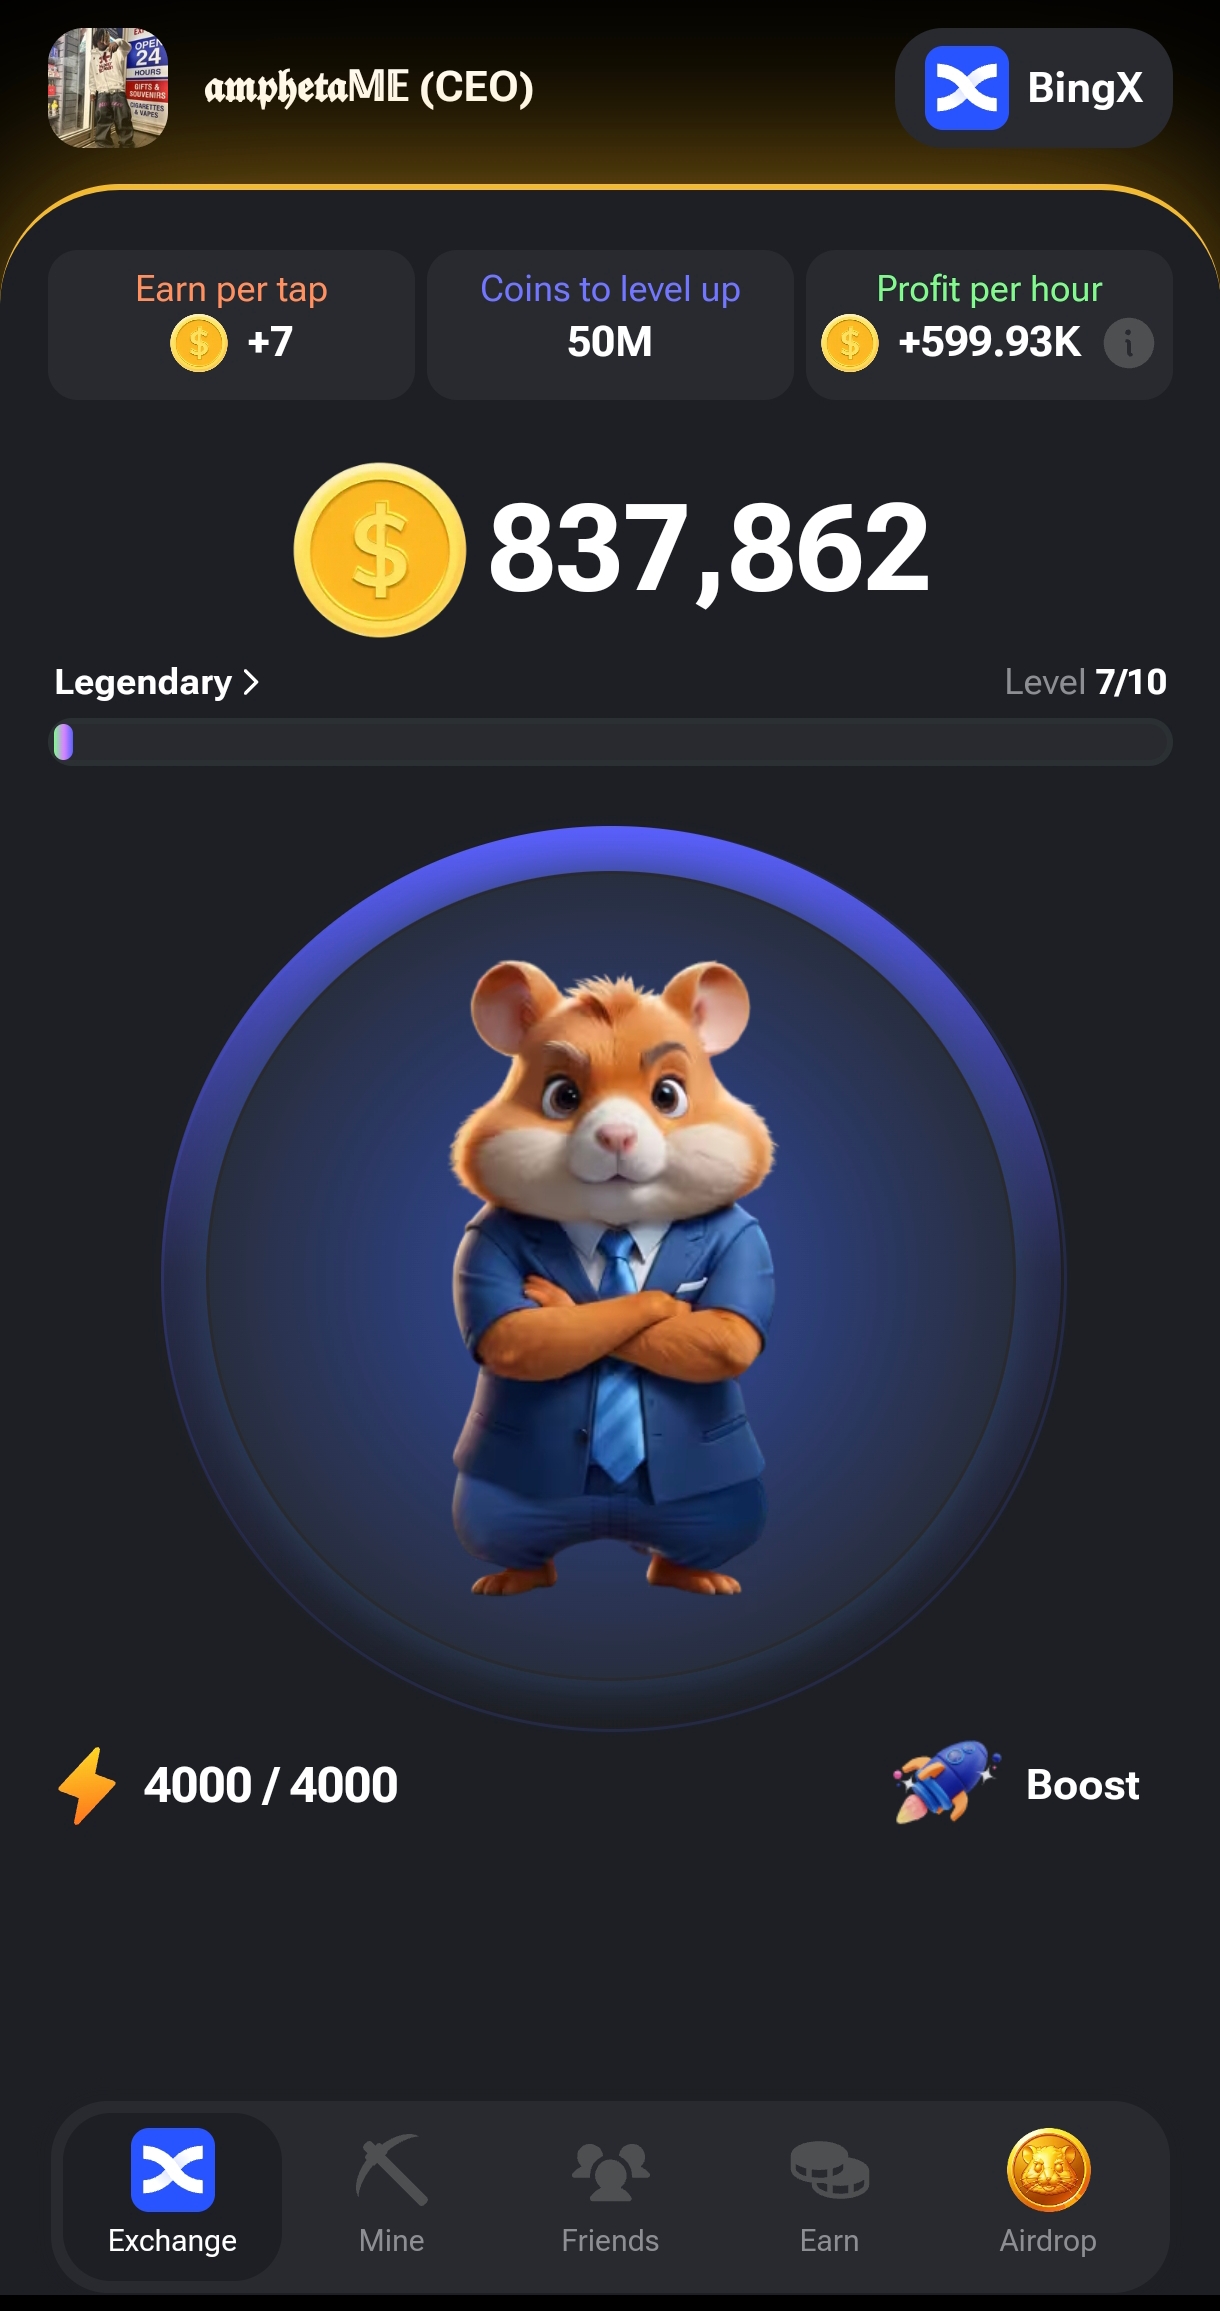 𝖆𝖒𝖕𝖍𝖊𝖙𝖆𝕄𝔼 (CEO)
BingX
OPEN
24
HOURS
GIFTS &
SOUVENIRS
CIGARETTES
& VAPES
Earn per tap
+7
Coins to level up
50M
Profit per hour
+599.93K
837,862
Legendary >
Level 7/10
4000 / 4000
Boost
Exchange
Mine
Friends
Earn
Airdrop